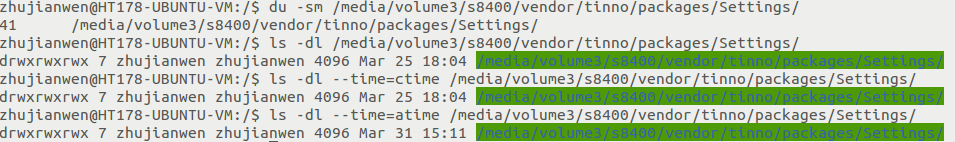 zhujianwen@HT178-UBUNTU-VM:/$ du -sm /media/volume3/s8400/vendor/tinno/packages/Settings/
41      /media/volume3/s8400/vendor/tinno/packages/Settings/
zhujianwen@HT178-UBUNTU-VM:/$ ls -dl /media/volume3/s8400/vendor/tinno/packages/Settings/
drwxrwxrwx 7 zhujianwen zhujianwen 4096 Mar 25 18:04 /media/volume3/s8400/vendor/tinno/packages/Settings/
zhujianwen@HT178-UBUNTU-VM:/$ ls -dl --time=ctime /media/volume3/s8400/vendor/tinno/packages/Settings/
drwxrwxrwx 7 zhujianwen zhujianwen 4096 Mar 25 18:04 /media/volume3/s8400/vendor/tinno/packages/Settings/
zhujianwen@HT178-UBUNTU-VM:/$ ls -dl --time=atime /media/volume3/s8400/vendor/tinno/packages/Settings/
drwxrwxrwx 7 zhujianwen zhujianwen 4096 Mar 31 15:11 /media/volume3/s8400/vendor/tinno/packages/Settings/